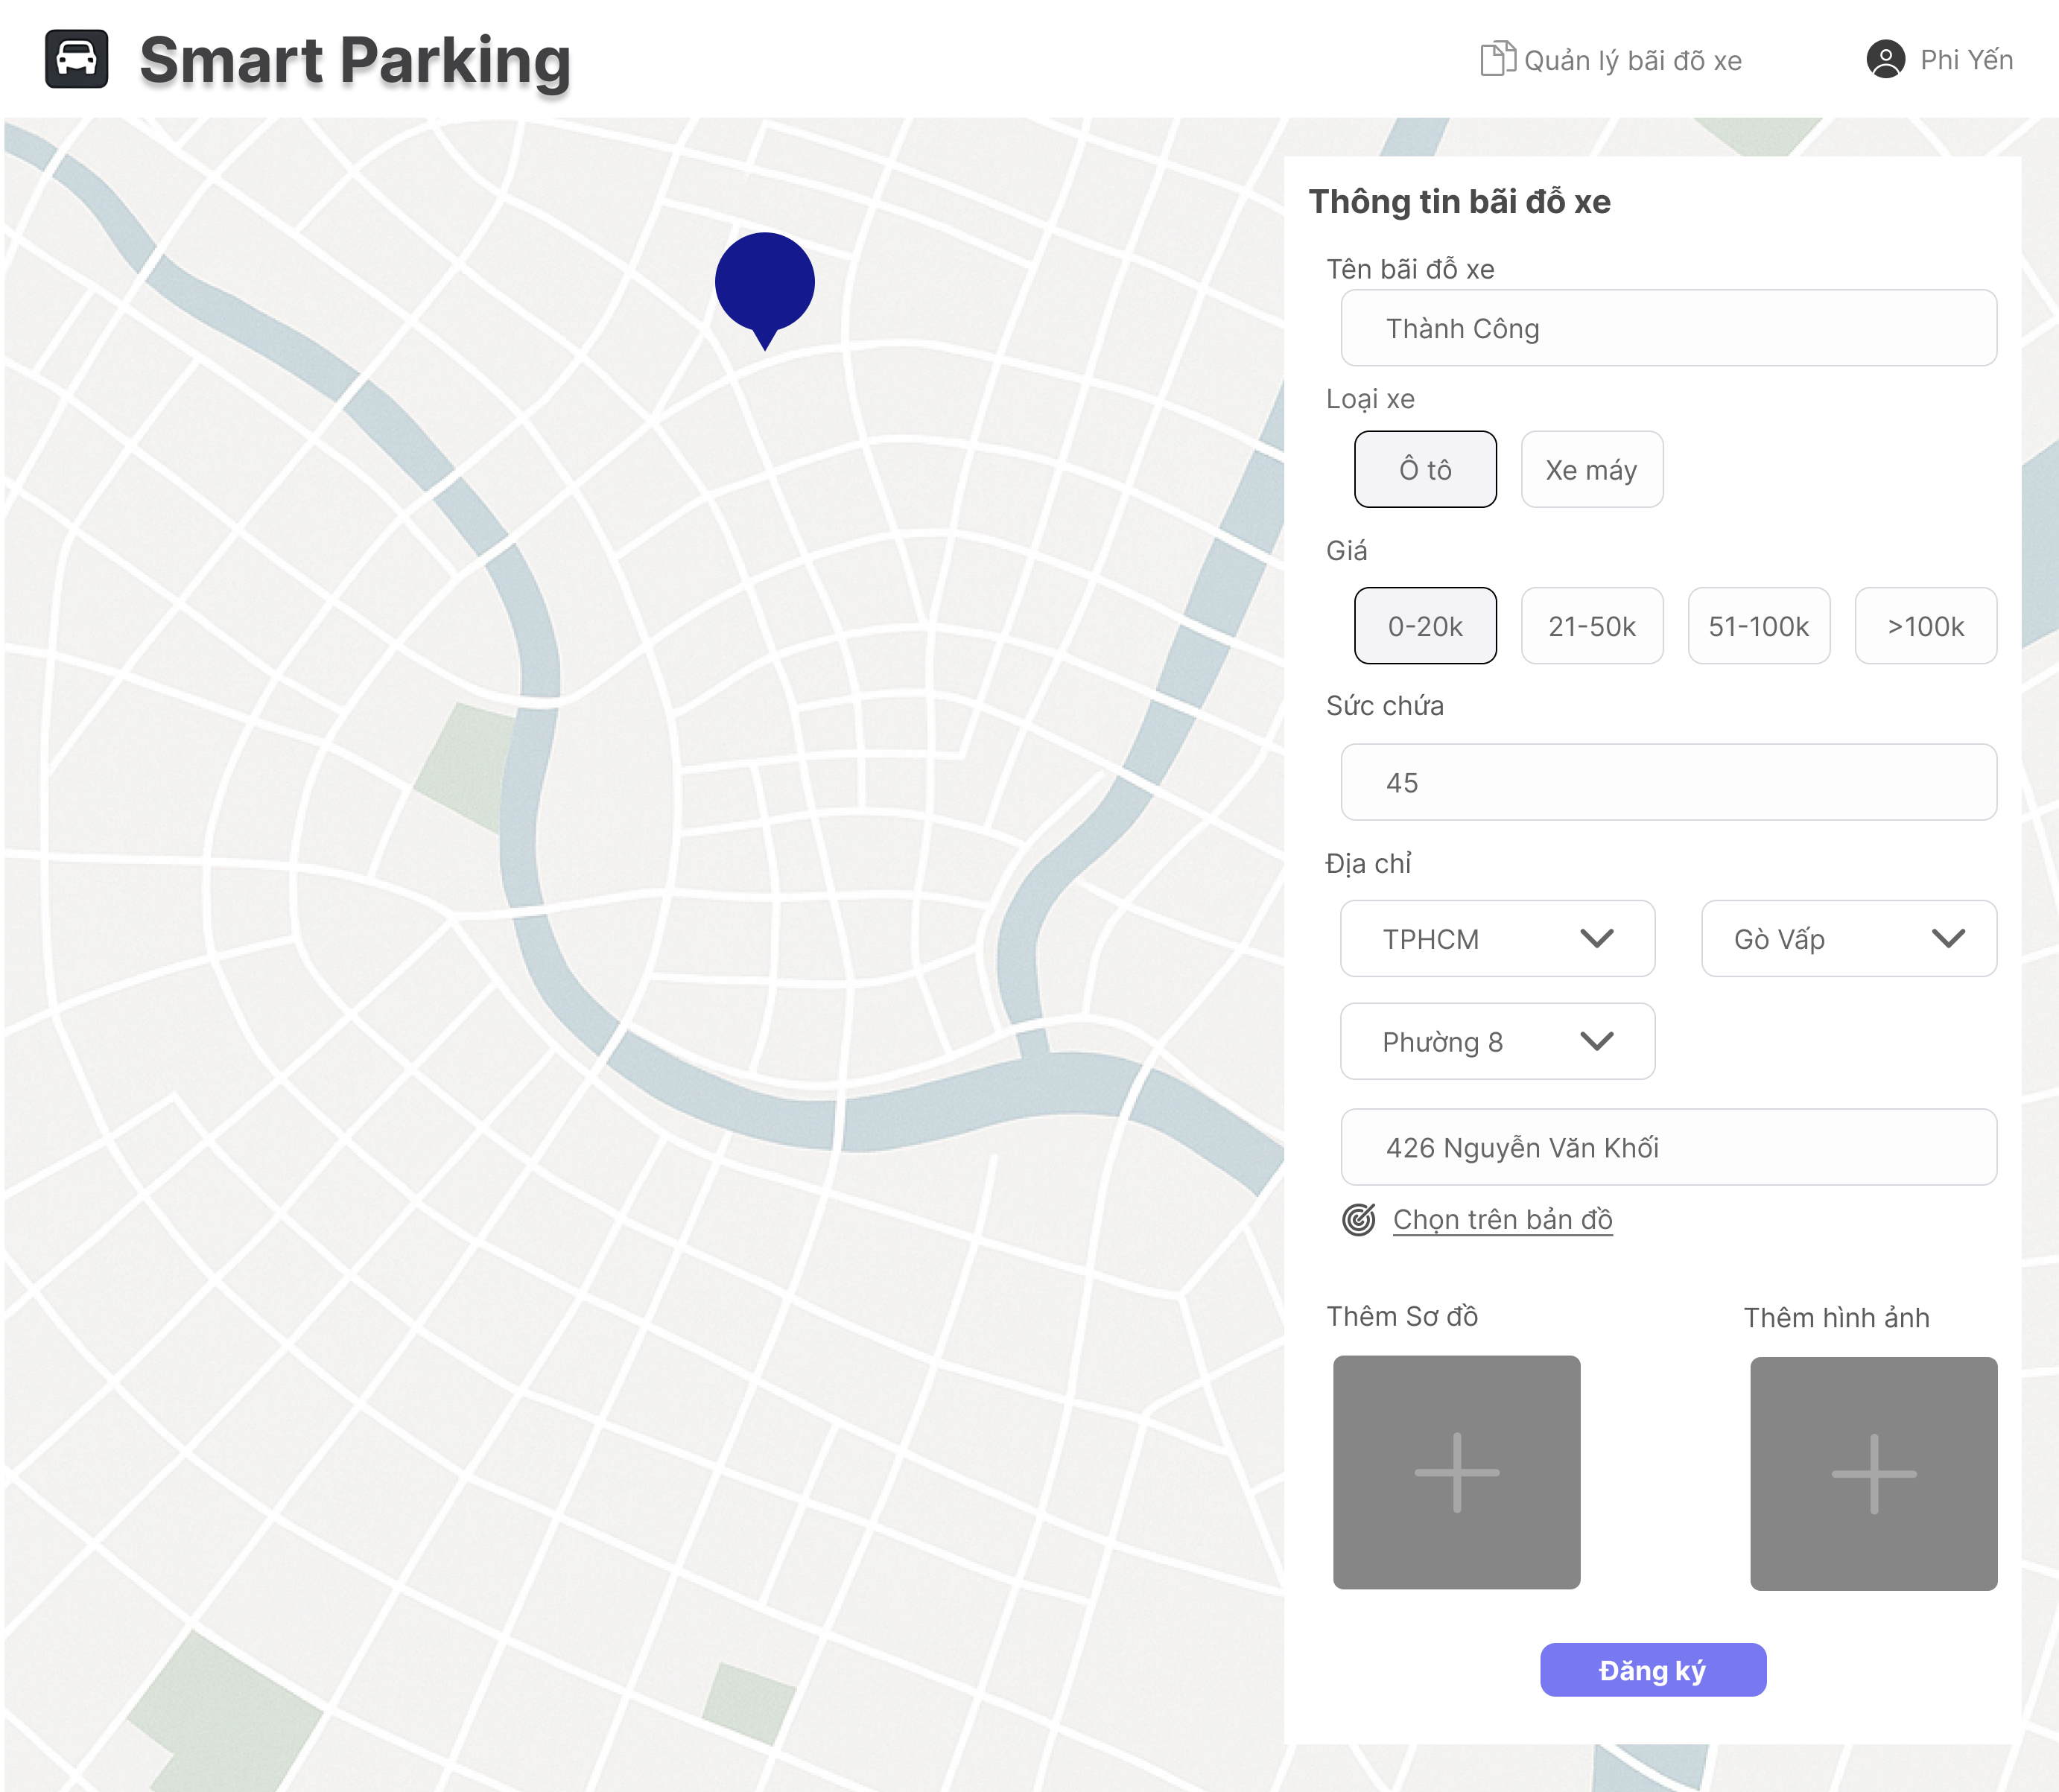 Smart Parking
Quản lý bãi đõ xe
Phi Yến
Thông tin bãi đỗ xe
Tên bãi đỗ xe
Thành Công
Loại xe
Ô tô
Xe máy
Giá
0-20k
21-50k
51-100k
>100k
Sức chứa
45
Địa chỉ
TPHCM
Gò Vấp
Phường 8
426 Nguyễn Văn Khối
Chọn trên bản đồ
Thêm Sơ đồ
Thêm hình ảnh
Đăng ký